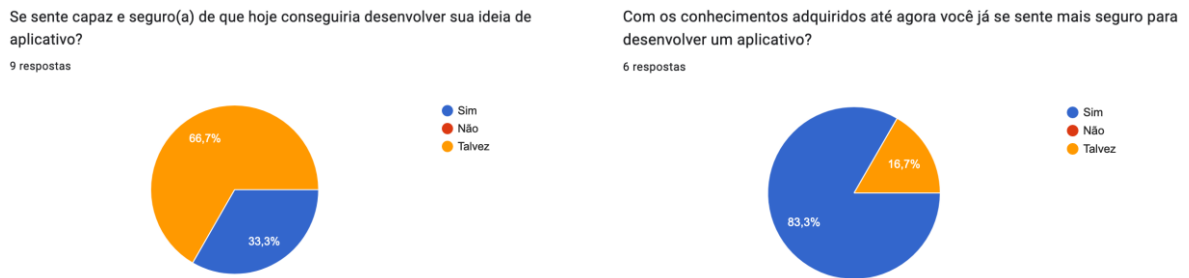 Se sente capaz e seguro(a) de que hoje conseguiria desenvolver sua ideia de
aplicativo?
9 respostas
66,7%
33,3%
Sim
Não
Talvez
Com os conhecimentos adquiridos até agora você já se sente mais seguro para
desenvolver um aplicativo?
6 respostas
16,7%
83,3%
Sim
Não
Talvez